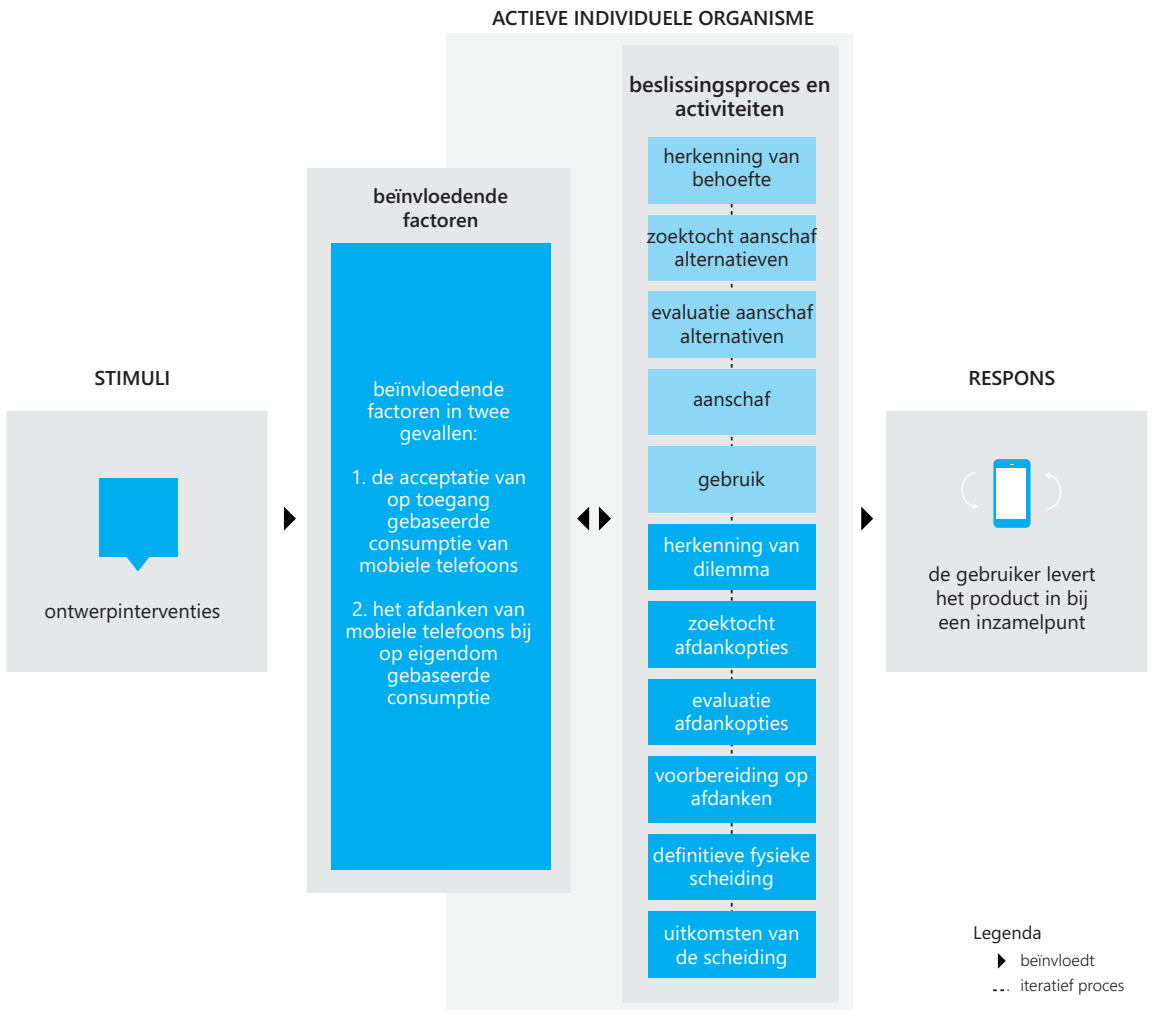 ACTIEVE INDIVIDUELE ORGANISME
STIMULI
ontwerpinterventies
beïnvloedende
factoren
beïnvloedende
factoren in twee
gevallen:
1. de acceptatie van
op toegang
gebaseerde
consumptie van
mobiele telefoons
2. het afdanken van
mobiele telefoons bij
op eigendom
gebaseerde
consumptie
beslissingsproces en
activiteiten
herkenning van
behoefte
zoektocht aanschaf
alternatieven
evaluatie aanschaf
alternativen
aanschaf
gebruik
herkenning van
dilemma
zoektocht
afdankopties
evaluatie
afdankopties
voorbereiding op
afdanken
definitieve fysieke
scheiding
uitkomsten van
de scheiding
RESPONS
de gebruiker levert
het product in bij
een inzamelpunt
Legenda
beïnvloedt
iteratief proces